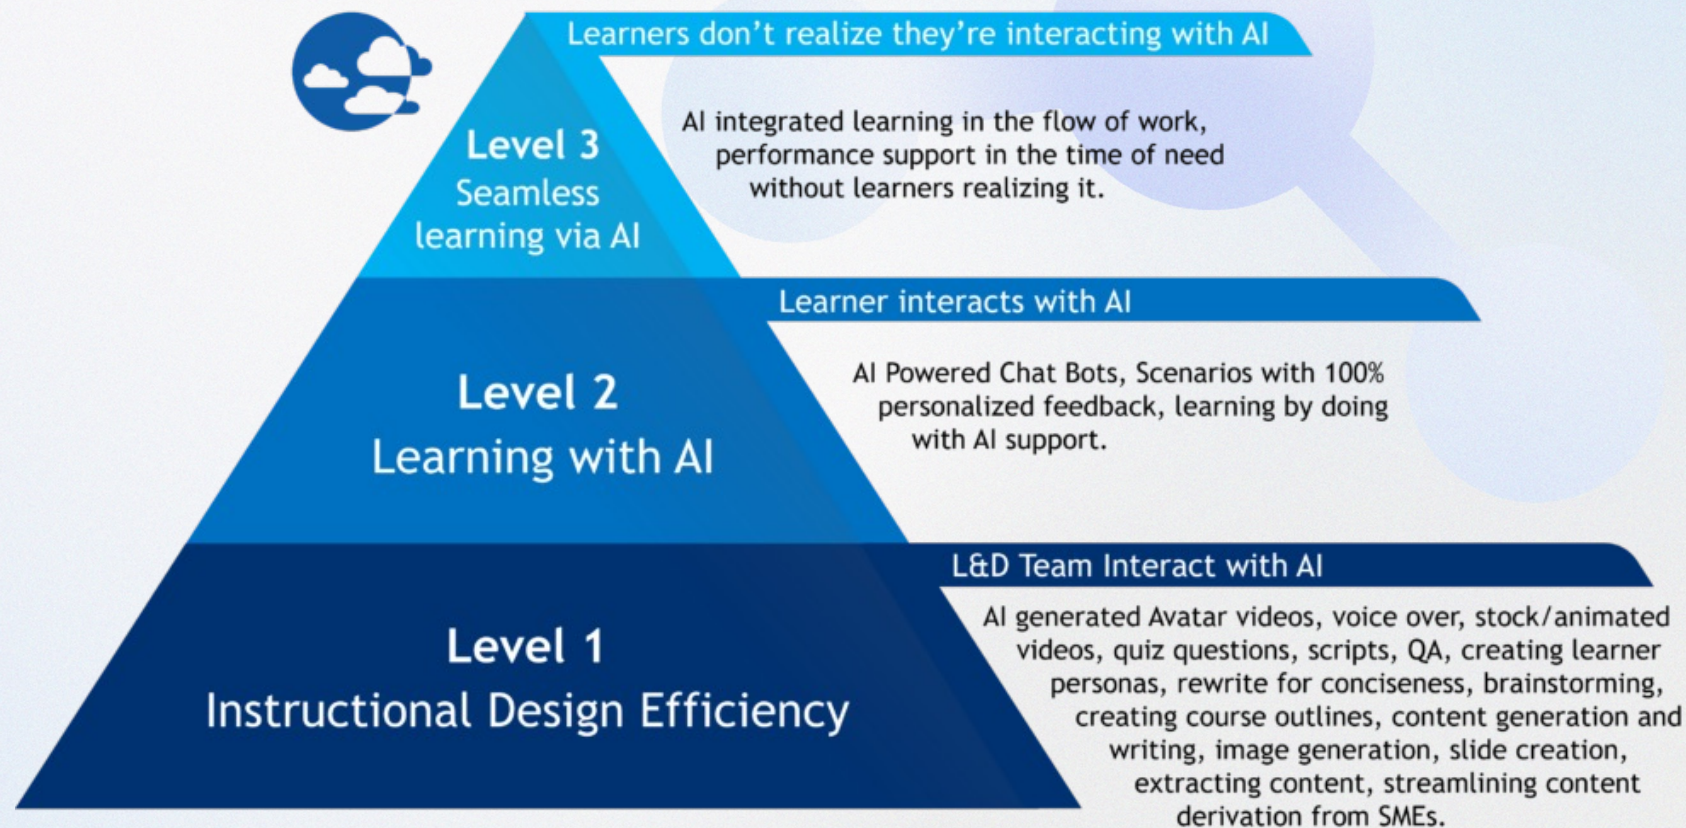 Learners don't realize they're interacting with AI
Level 3
Seamless
learning via AI
AI integrated learning in the flow of work,
performance support in the time of need
without learners realizing it.
Learner interacts with AI
Level 2
Learning with AI
AI Powered Chat Bots, Scenarios with 100%
personalized feedback, learning by doing
with AI support.
L&D Team Interact with AI
Level 1
Instructional Design Efficiency
AI generated Avatar videos, voice over, stock/animated
videos, quiz questions, scripts, QA, creating learner
personas, rewrite for conciseness, brainstorming,
creating course outlines, content generation and
writing, image generation, slide creation,
extracting content, streamlining content
derivation from SMEs.